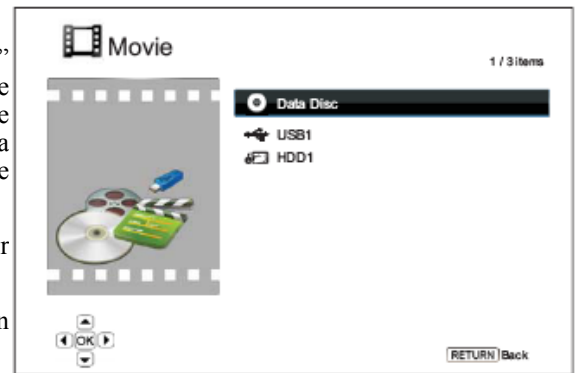 Movie
1 / 3 items
Data Disc
USB1
HDD1
OK
RETURN Back